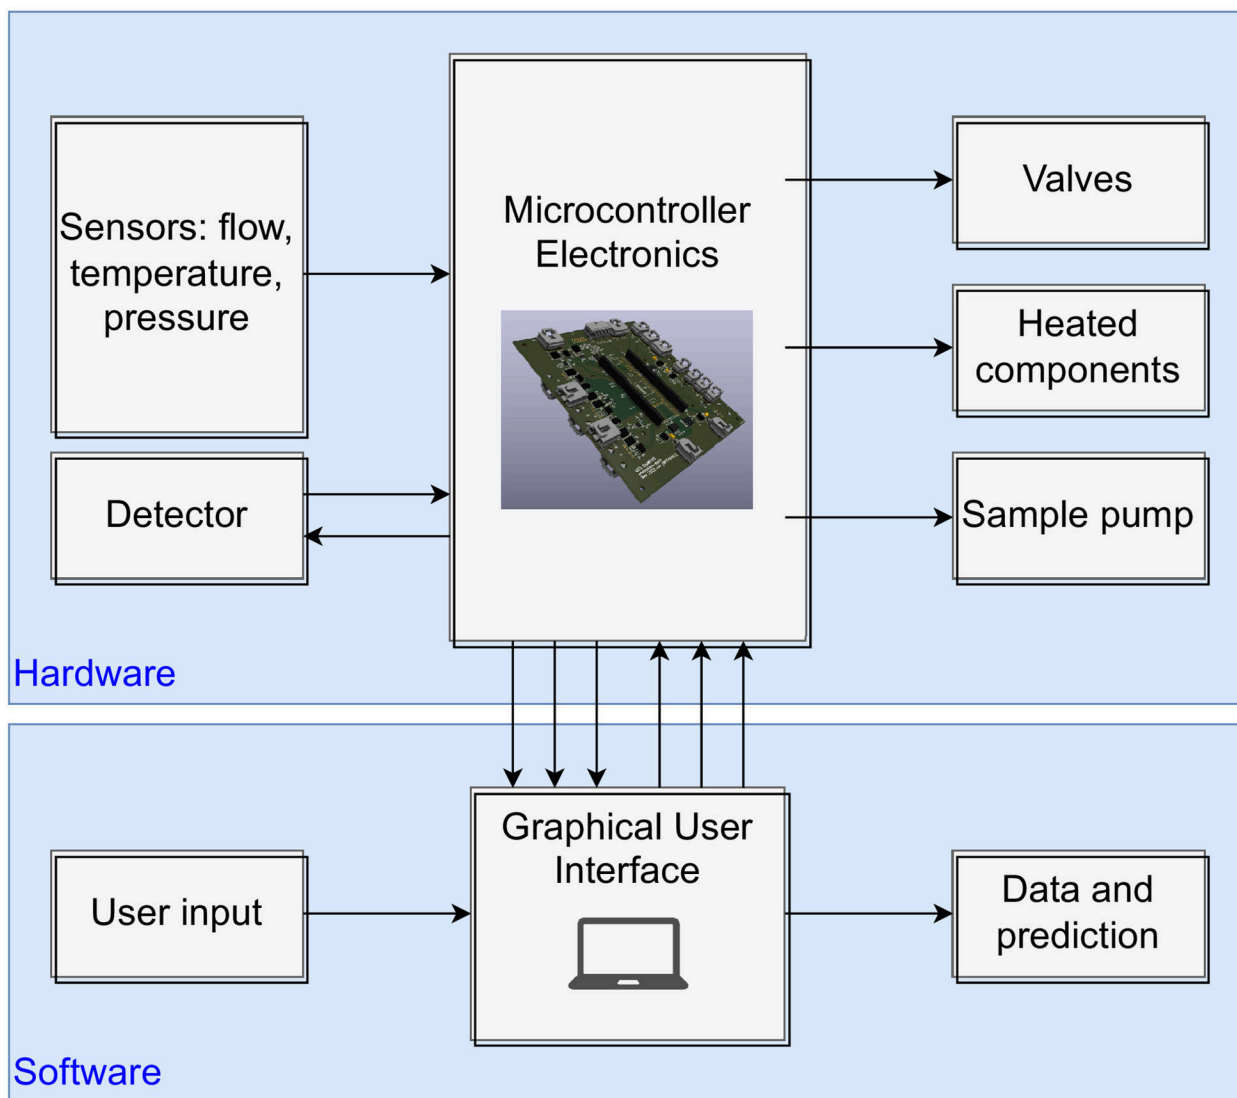 Sensors: flow,
temperature,
pressure
Detector
Microcontroller
Electronics
Valves
Heated
components
Sample pump
Hardware
User input
Graphical User
Interface
Data and
prediction
Software